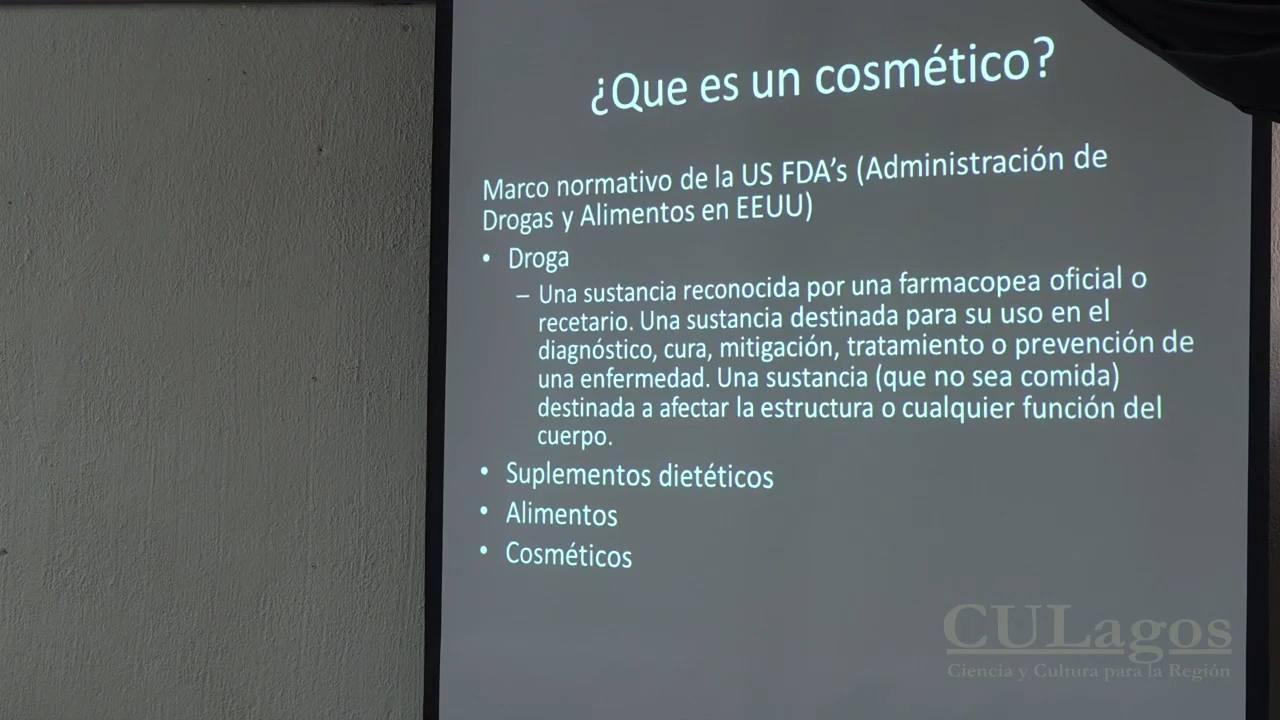 ¿Que es un cosmético?
Marco normativo de la US FDA’s (Administración de
Drogas y Alimentos en EEUU)
• Droga
– Una sustancia reconocida por una farmacopea oficial o
recetario. Una sustancia destinada para su uso en el
diagnóstico, cura, mitigación, tratamiento o prevención de
una enfermedad. Una sustancia (que no sea comida)
destinada a afectar la estructura o cualquier función del
cuerpo.
• Suplementos dietéticos
• Alimentos
• Cosméticos
CULagos
Ciencia y Cultura para la Región